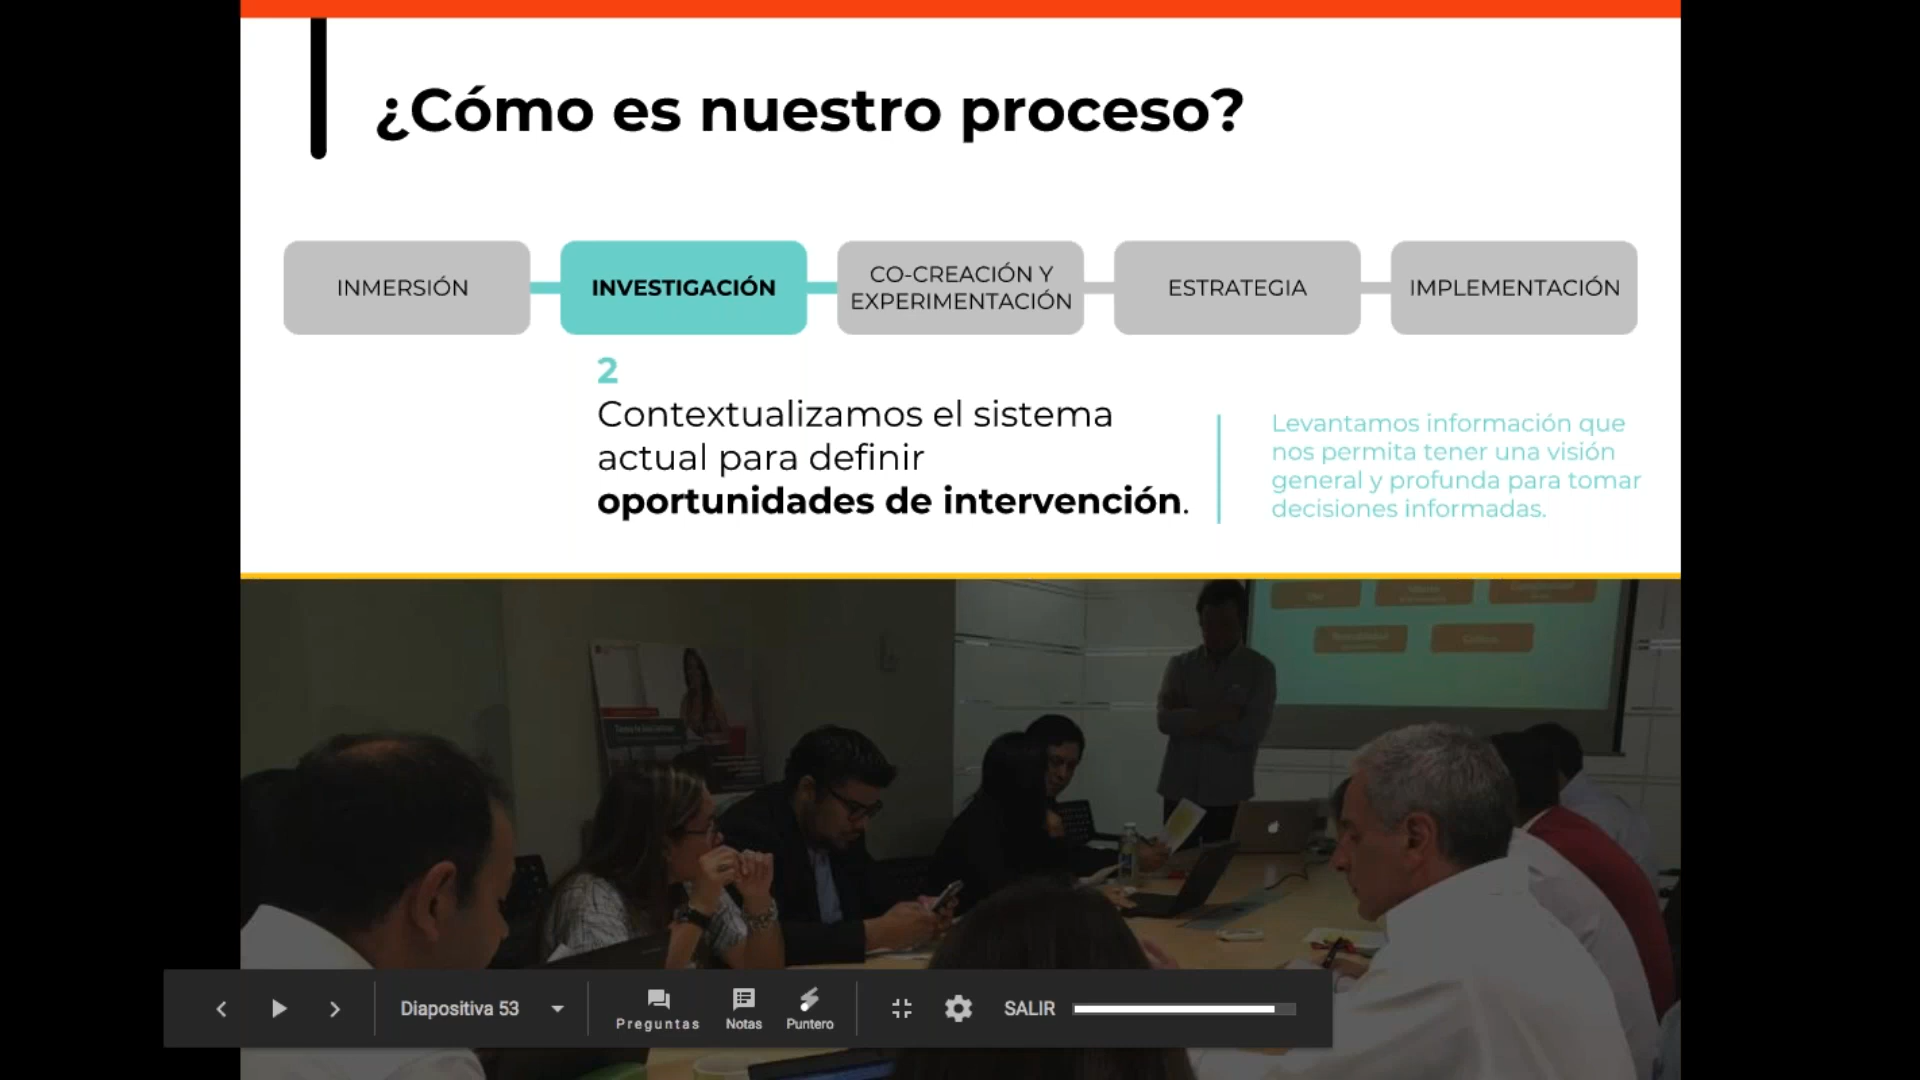 ¿Cómo es nuestro proceso?
INMERSIÓN
INVESTIGACIÓN
CO-CREACIÓN Y
EXPERIMENTACIÓN
ESTRATEGIA
IMPLEMENTACIÓN
2
Contextualizamos el sistema
actual para definir
oportunidades de intervención.
Levantamos información que
nos permita tener una visión
general y profunda para tomar
decisiones informadas.
Diapositiva 53
Preguntas
Notas
Puntero
SALIR